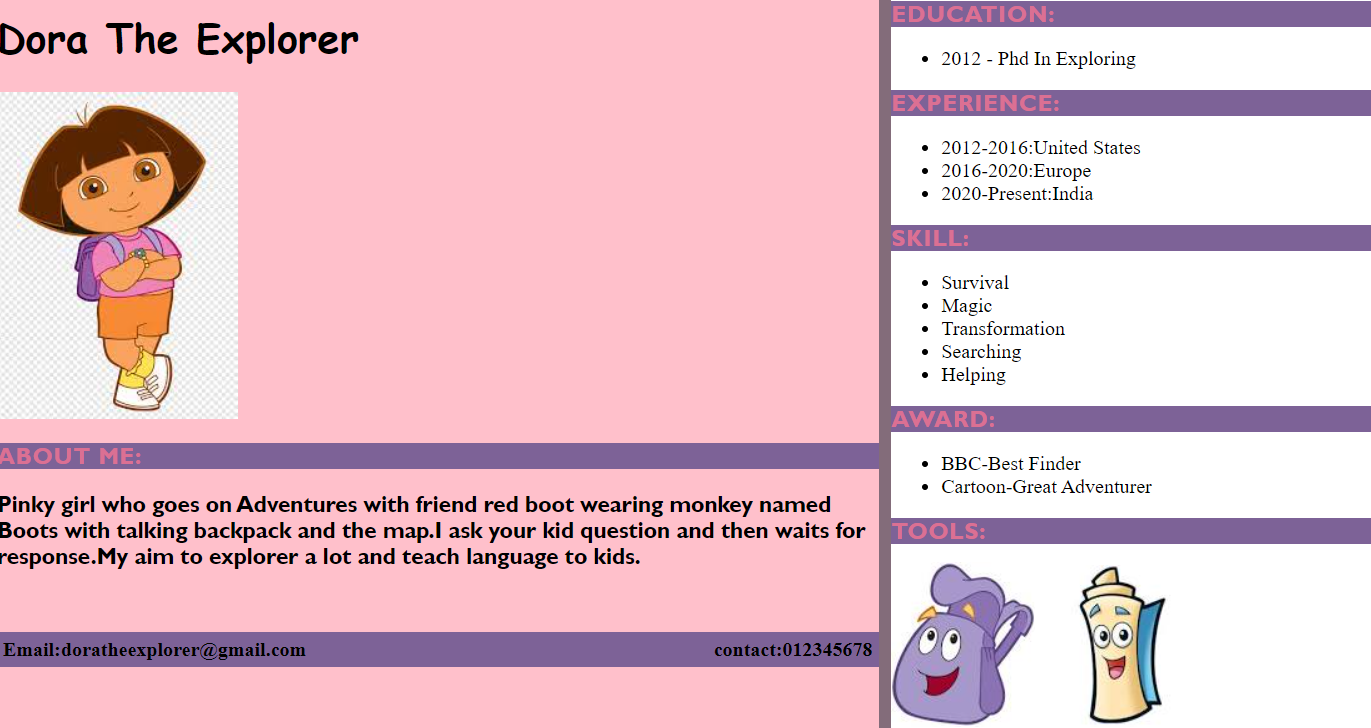 Dora The Explorer
ABOUT ME:
Pinky girl who goes on Adventures with friend red boot wearing monkey named
Boots with talking backpack and the map.I ask your kid question and then waits for
response.My aim to explorer a lot and teach language to kids.
Email:doratheexplorer@gmail.com
contact:012345678
EDUCATION:
2012 - Phd In Exploring
EXPERIENCE:
2012-2016:United States
2016-2020:Europe
2020-Present:India
SKILL:
Survival
Magic
Transformation
Searching
Helping
AWARD:
BBC-Best Finder
Cartoon-Great Adventurer
TOOLS: